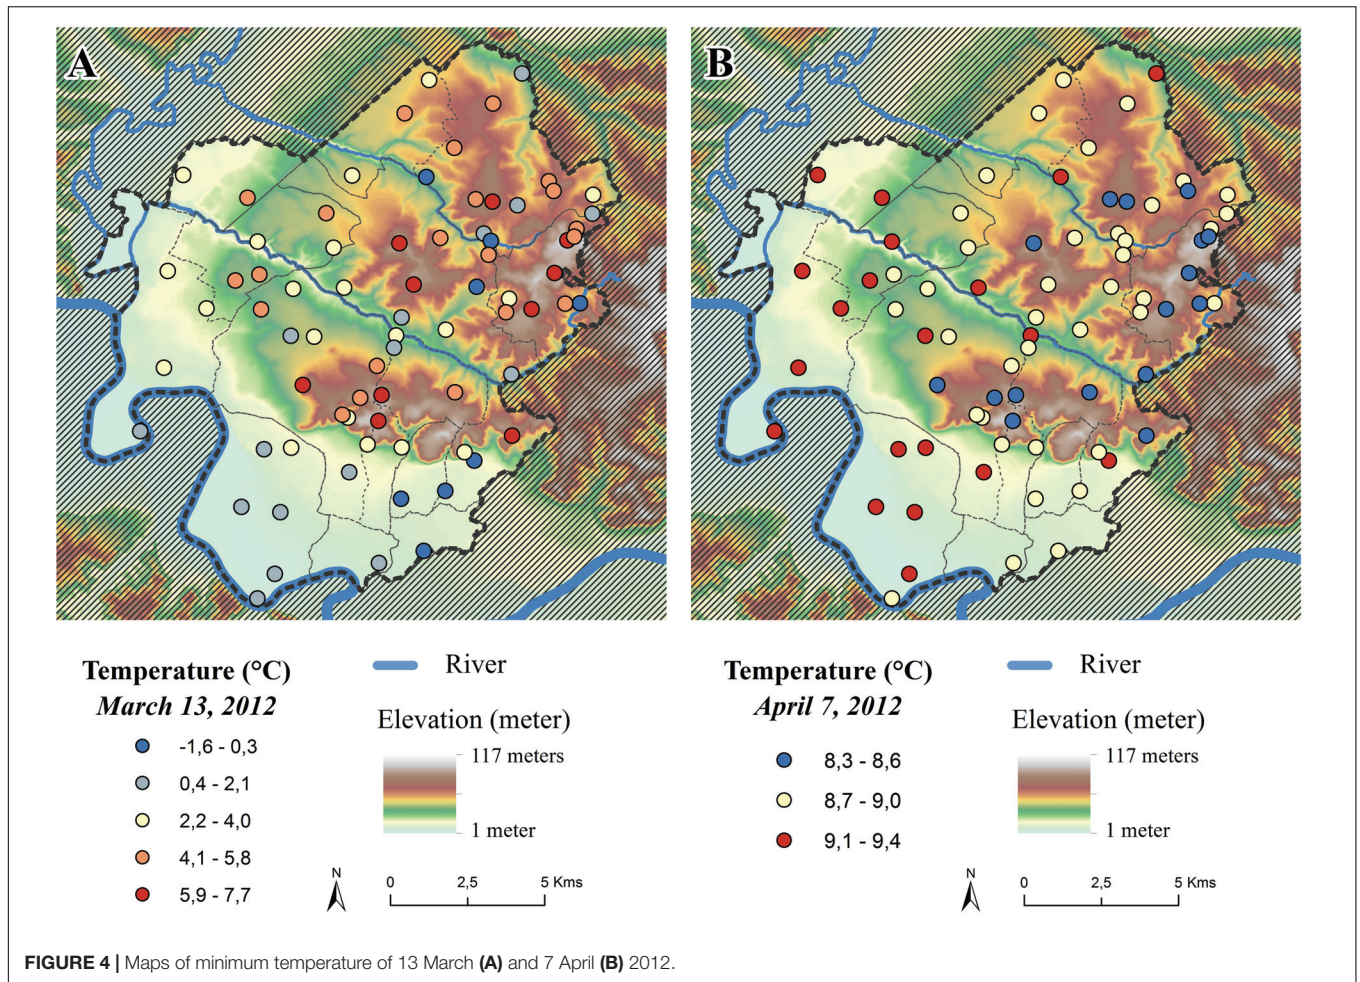 A
B
Temperature (°C)
March 13, 2012
-1,6 - 0,3
0,4 - 2,1
2,2 - 4,0
4,1 - 5,8
5,9 - 7,7
River
Elevation (meter)
117 meters
1 meter
N
0 2,5 5 Kms
Temperature (°C)
April 7, 2012
8,3 - 8,6
8,7 - 9,0
9,1 - 9,4
River
Elevation (meter)
117 meters
1 meter
N
0 2,5 5 Kms
FIGURE 4 | Maps of minimum temperature of 13 March (A) and 7 April (B) 2012.